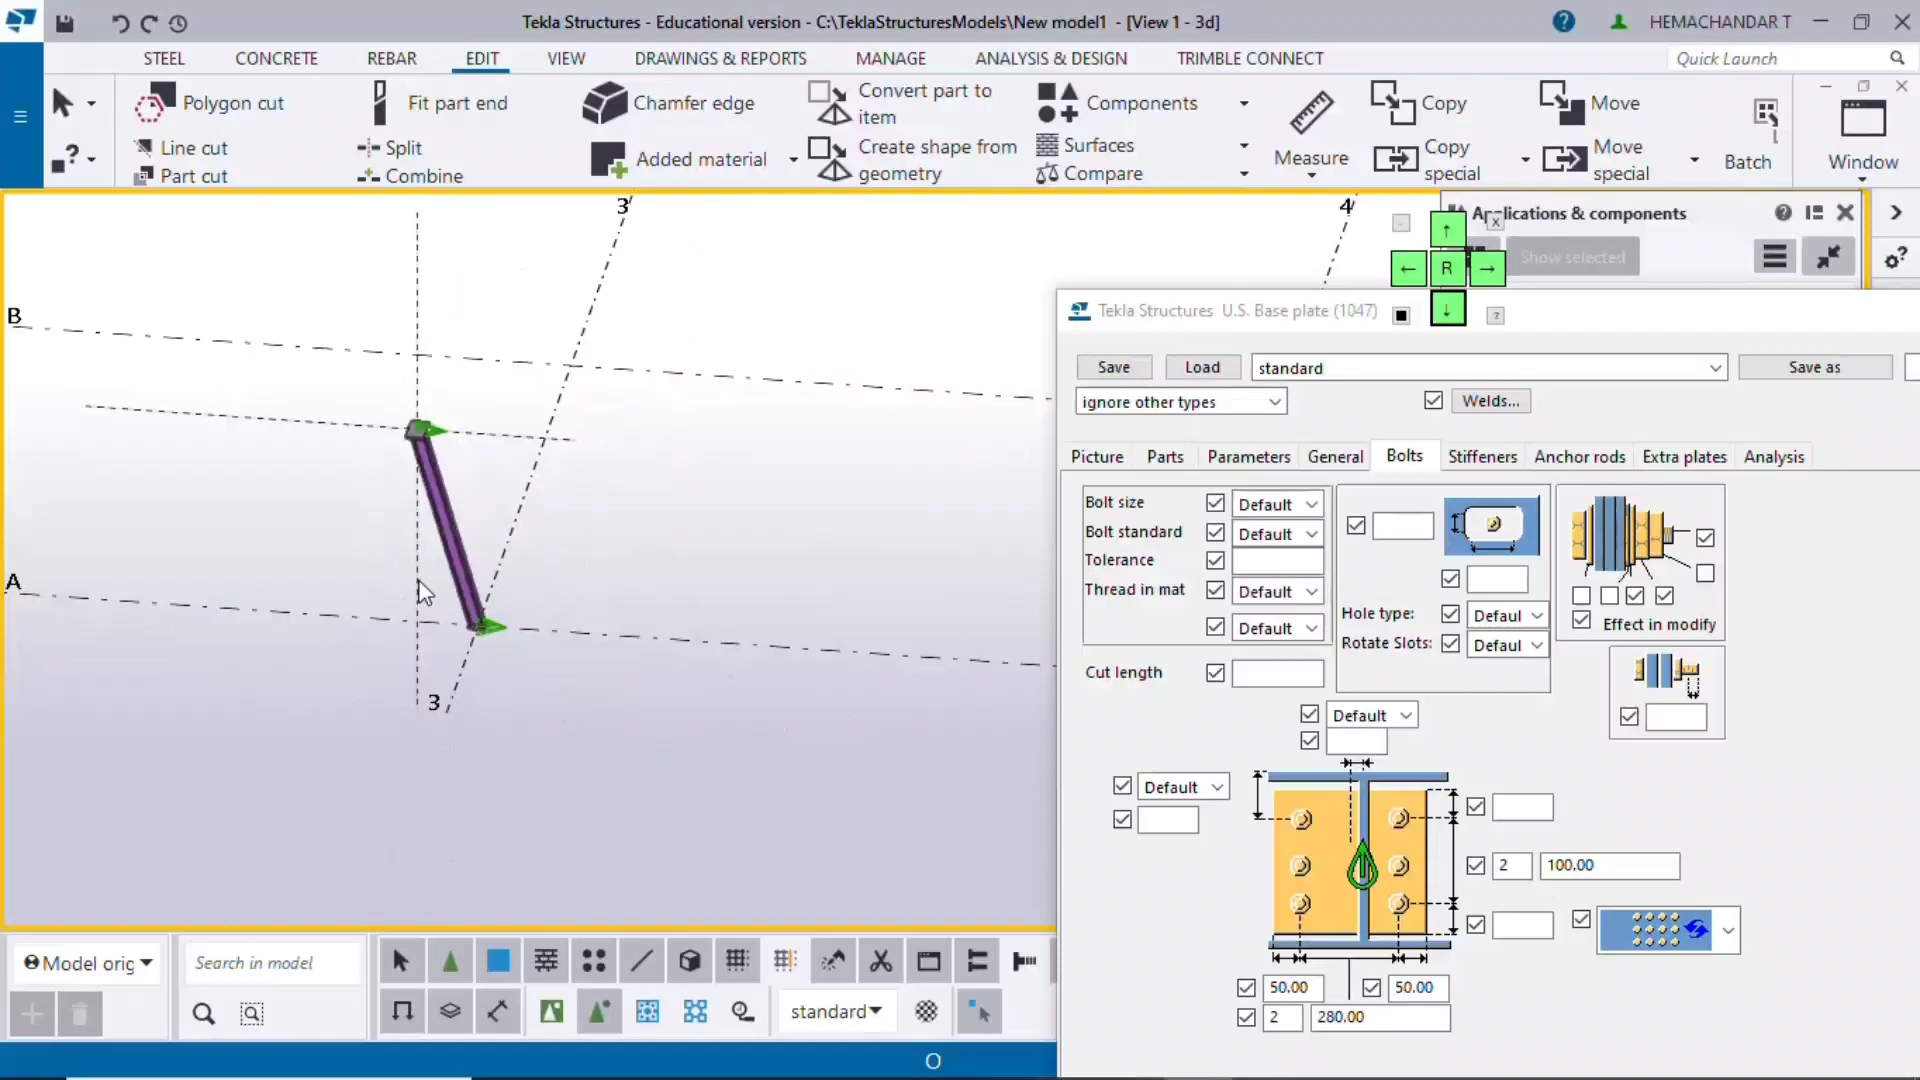 Tekla Structures - Educational version - C:\TeklaStructuresModels\New model1 - [View 1 - 3d]
HEMACHANDAR T
STEEL CONCRETE REBAR EDIT VIEW DRAWINGS & REPORTS MANAGE ANALYSIS & DESIGN TRIMBLE CONNECT
Quick Launch
Polygon cut
Line cut
Part cut
Fit part end
Split
Combine
Chamfer edge
Added material
Convert part to
item
Create shape from
geometry
Components
Surfaces
Compare
Measure
Copy
Copy
special
Move
Move
special
Batch
Window
3
4
B
A
3
Applications & components
Show selected
R
Tekla Structures U.S. Base plate (1047)
Save Load standard Save as
ignore other types Welds...
Picture Parts Parameters General Bolts Stiffeners Anchor rods Extra plates Analysis
Bolt size Default
Bolt standard Default
Tolerance
Thread in mat Default
Default
Cut length
Hole type: Defaul
Rotate Slots: Defaul
Effect in modify
Default
Default
2 100.00
50.00 50.00
2 280.00
Model orig
Search in model
standard